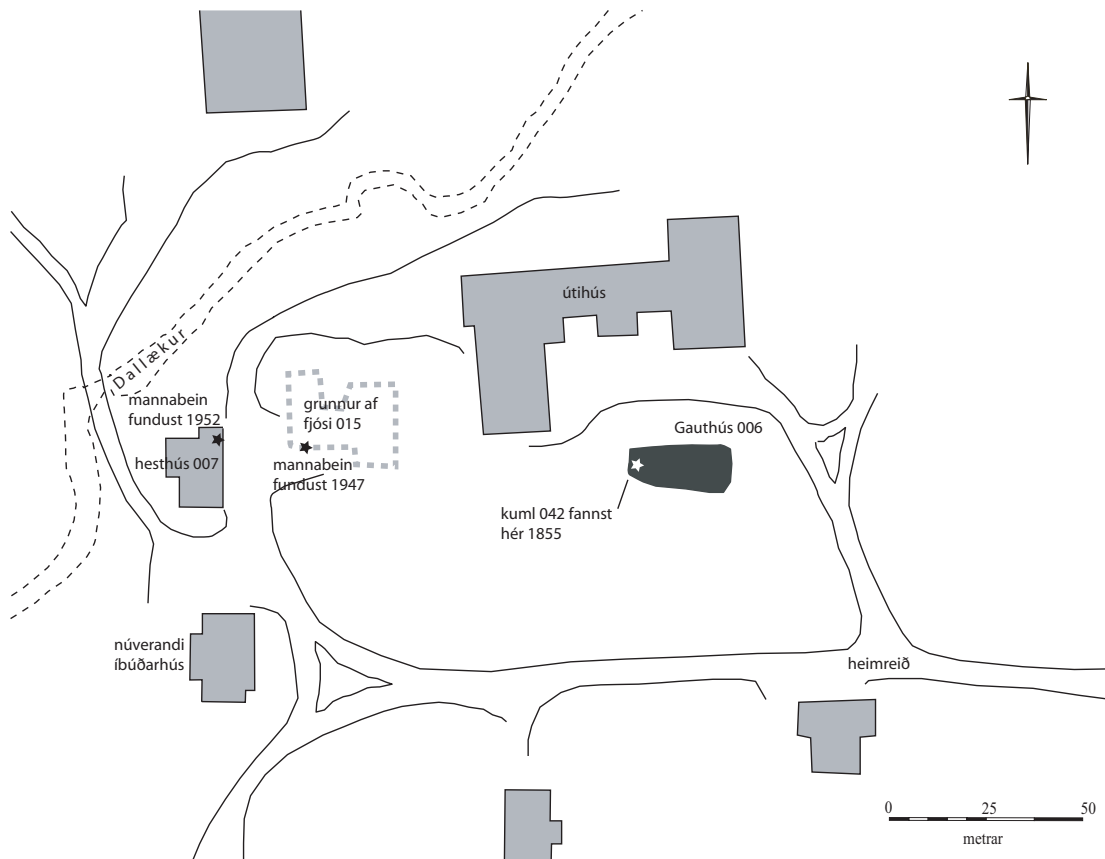 útihús
Dallækur
mannabein
fundust 1952
grunnur af
fjósi 015
Gauthús 006
hesthús 007
mannabein
fundust 1947
kuml 042 fannst
hér 1855
núverandi
íbúðarhús
heimreið
0 25 50
metrar